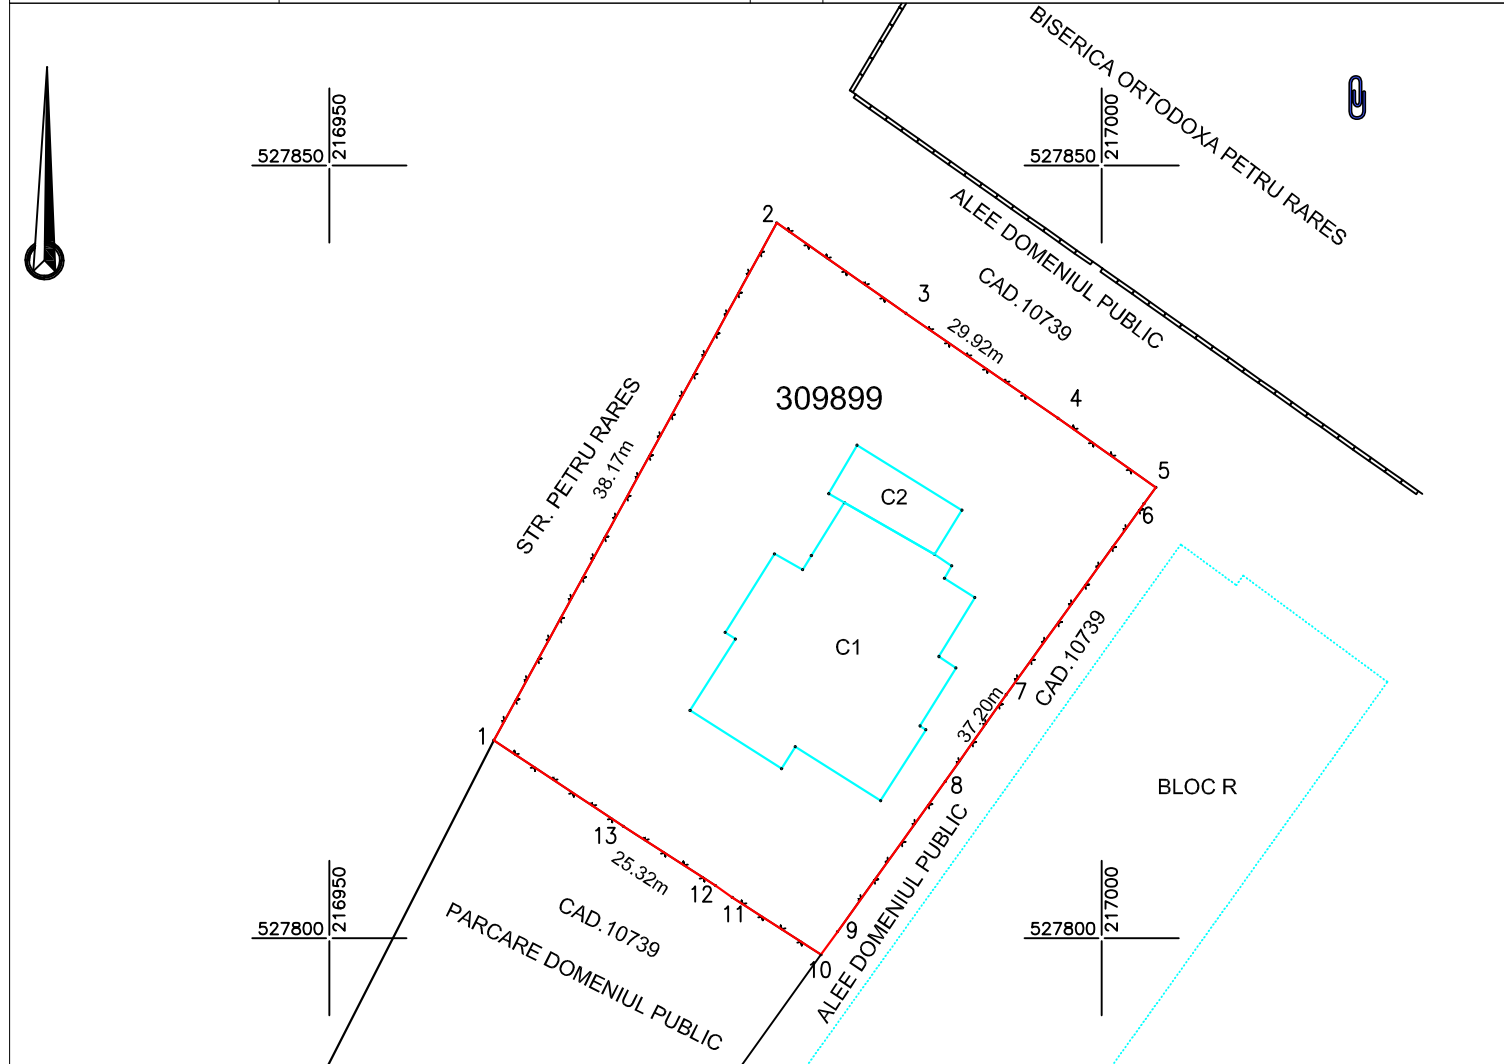 BISERICA ORTODOXA PETRU RARES
216950
527850
217000
527850
ALEE DOMENIUL PUBLIC
CAD.10739
2
3
29.92m
4
309899
5
6
STR. PETRU RARES
38.17m
C2
C1
CAD.10739
7
37.20m
1
8
BLOC R
13
25.32m
12
11
9
10
ALEE DOMENIUL PUBLIC
CAD.10739
PARCARE DOMENIUL PUBLIC
216950
527800
217000
527800